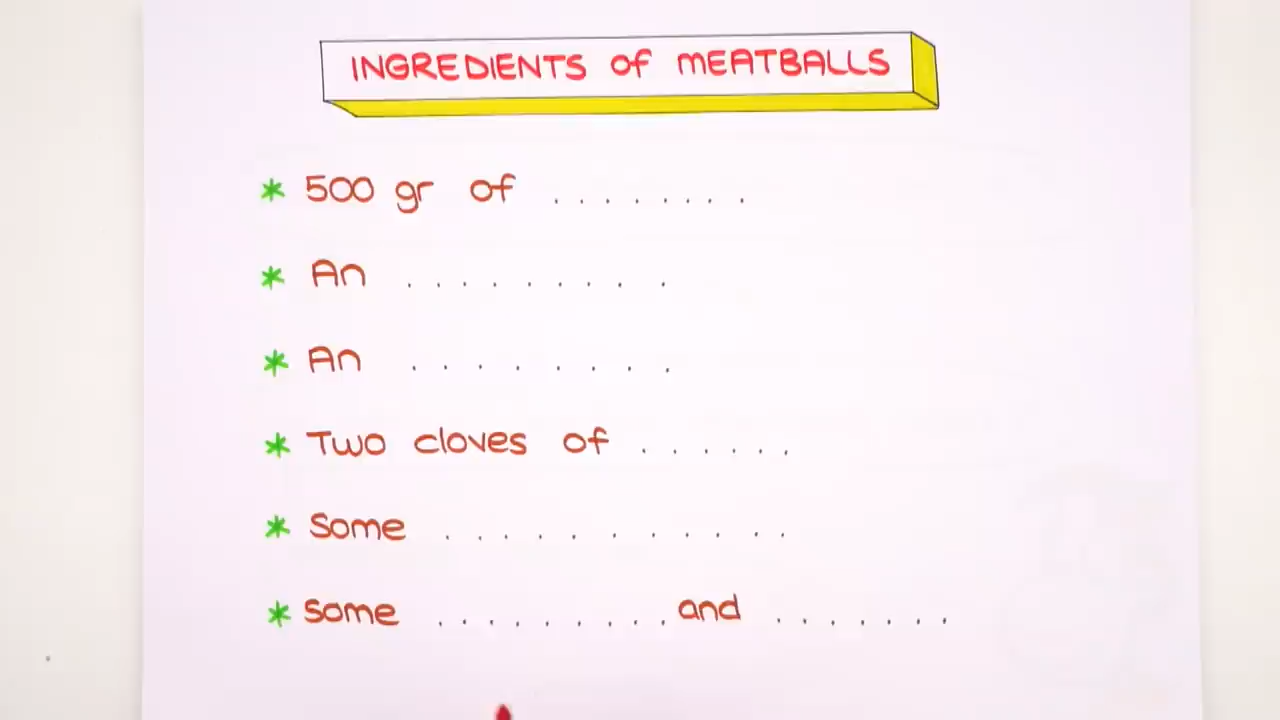 INGREDIENTS of MEATBALLS
* 500 gr of ........
* An .........
* An ........
* Two cloves of ......
* Some ...........
* Some ......... and .......